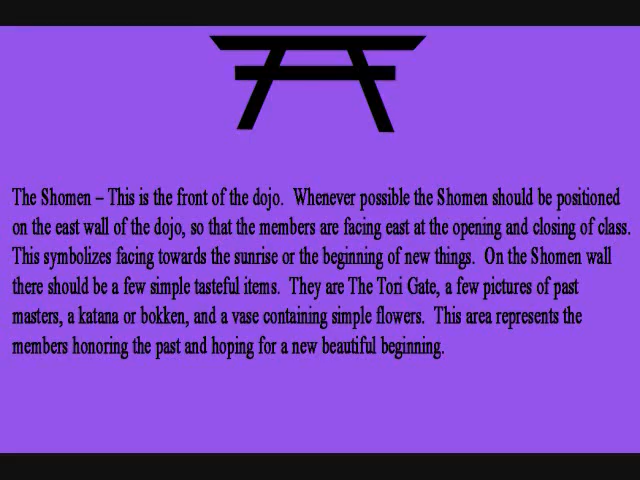 The Shomen – This is the front of the dojo.  Whenever possible the Shomen should be positioned
on the east wall of the dojo, so that the members are facing east at the opening and closing of class.
This symbolizes facing towards the sunrise or the beginning of new things.  On the Shomen wall
there should be a few simple tasteful items.  They are The Tori Gate, a few pictures of past
masters, a katana or bokken, and a vase containing simple flowers.  This area represents the
members honoring the past and hoping for a new beautiful beginning.